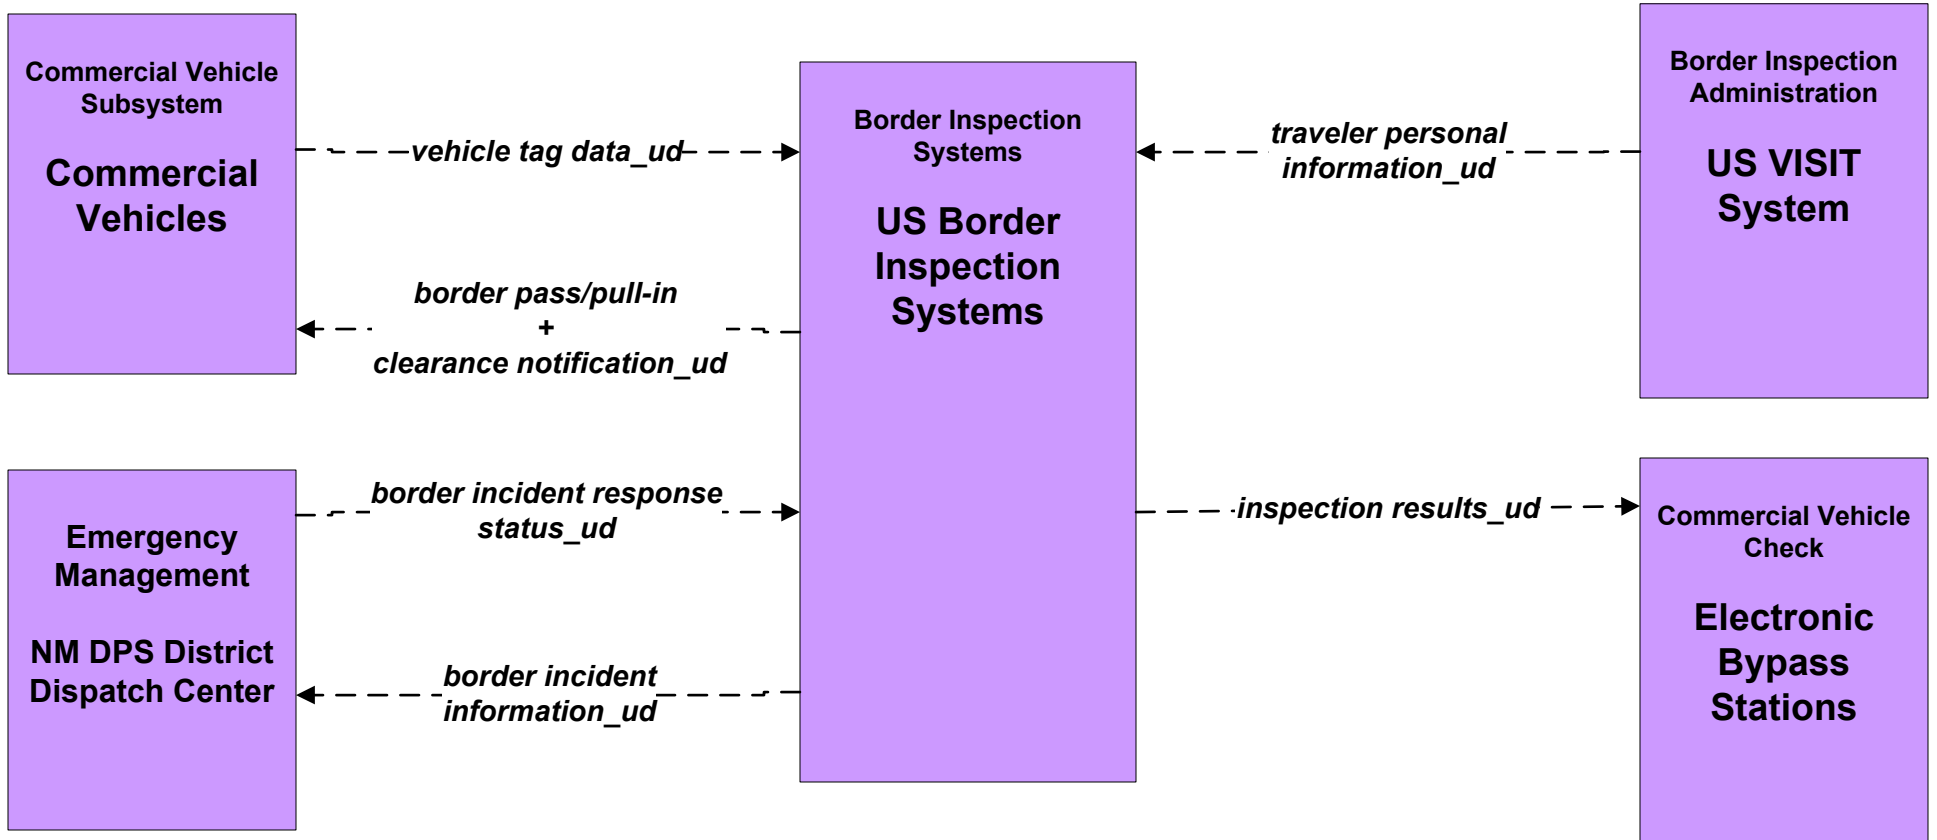 Commercial Vehicle
Subsystem
Commercial
Vehicles
vehicle tag data_ud
border pass/pull-in
+
clearance notification_ud
Emergency
Management
NM DPS District
Dispatch Center
border incident response
status_ud
border incident
information_ud
Border Inspection
Systems
US Border
Inspection
Systems
traveler personal
information_ud
inspection results_ud
Border Inspection
Administration
US VISIT
System
Commercial Vehicle
Check
Electronic
Bypass
Stations